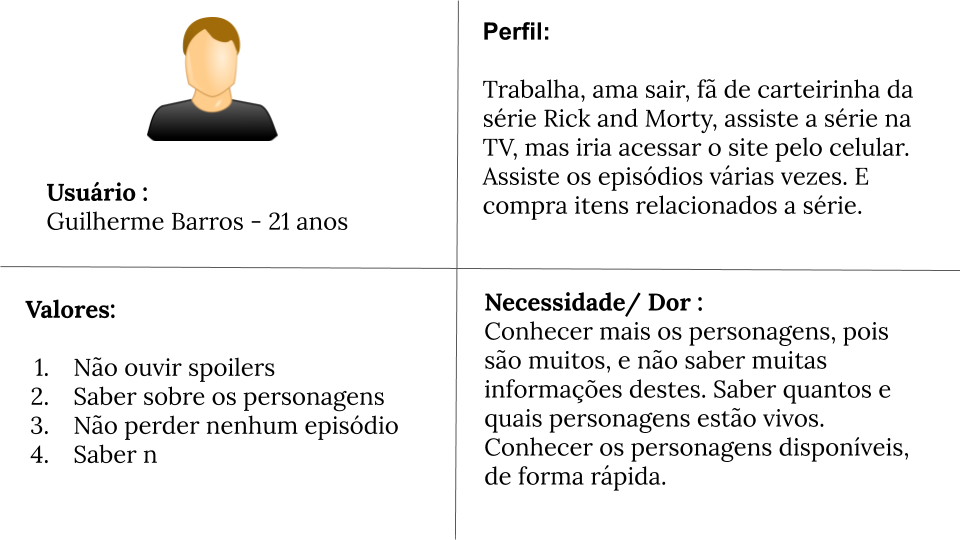 Usuário :
Guilherme Barros - 21 anos
Perfil:
Trabalha, ama sair, fã de carteirinha da
série Rick and Morty, assiste a série na
TV, mas iria acessar o site pelo celular.
Assiste os episódios várias vezes. E
compra itens relacionados a série.
Valores:
1. Não ouvir spoilers
2. Saber sobre os personagens
3. Não perder nenhum episódio
4. Saber n
Necessidade/ Dor :
Conhecer mais os personagens, pois
são muitos, e não saber muitas
informações destes. Saber quantos e
quais personagens estão vivos.
Conhecer os personagens disponíveis,
de forma rápida.